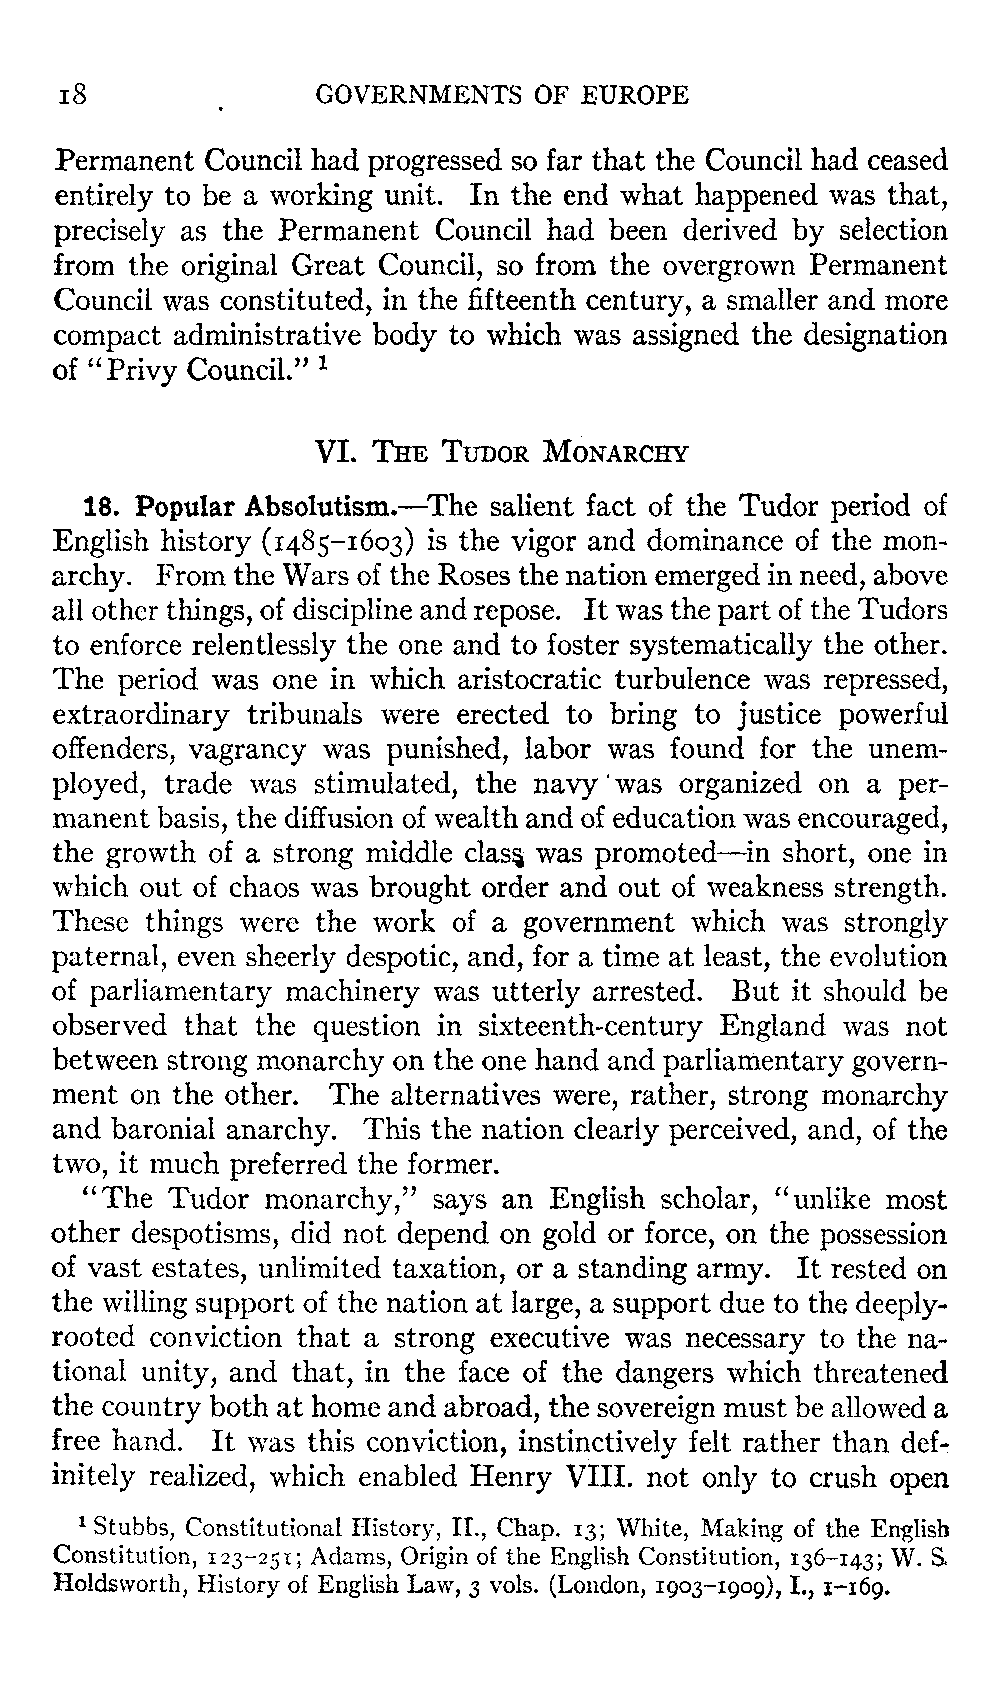 18 GOVERNMENTS OF EUROPE
Permanent Council had progressed so far that the Council had ceased
entirely to be a working unit. In the end what happened was that,
precisely as the Permanent Council had been derived by selection
from the original Great Council, so from the overgrown Permanent
Council was constituted, in the fifteenth century, a smaller and more
compact administrative body to which was assigned the designation
of “Privy Council.” ¹
VI. The Tudor Monarchy
18. Popular Absolutism.—The salient fact of the Tudor period of
English history (1485–1603) is the vigor and dominance of the mon-
archy. From the Wars of the Roses the nation emerged in need, above
all other things, of discipline and repose. It was the part of the Tudors
to enforce relentlessly the one and to foster systematically the other.
The period was one in which aristocratic turbulence was repressed,
extraordinary tribunals were erected to bring to justice powerful
offenders, vagrancy was punished, labor was found for the unem-
ployed, trade was stimulated, the navy was organized on a per-
manent basis, the diffusion of wealth and of education was encouraged,
the growth of a strong middle class was promoted—in short, one in
which out of chaos was brought order and out of weakness strength.
These things were the work of a government which was strongly
paternal, even sheerly despotic, and, for a time at least, the evolution
of parliamentary machinery was utterly arrested. But it should be
observed that the question in sixteenth-century England was not
between strong monarchy on the one hand and parliamentary govern-
ment on the other. The alternatives were, rather, strong monarchy
and baronial anarchy. This the nation clearly perceived, and, of the
two, it much preferred the former.
“The Tudor monarchy,” says an English scholar, “unlike most
other despotisms, did not depend on gold or force, on the possession
of vast estates, unlimited taxation, or a standing army. It rested on
the willing support of the nation at large, a support due to the deeply-
rooted conviction that a strong executive was necessary to the na-
tional unity, and that, in the face of the dangers which threatened
the country both at home and abroad, the sovereign must be allowed a
free hand. It was this conviction, instinctively felt rather than def-
initely realized, which enabled Henry VIII. not only to crush open
¹ Stubbs, Constitutional History, II., Chap. 13; White, Making of the English
Constitution, 123–251; Adams, Origin of the English Constitution, 136–143; W. S.
Holdsworth, History of English Law, 3 vols. (London, 1903–1909), I., 1–169.